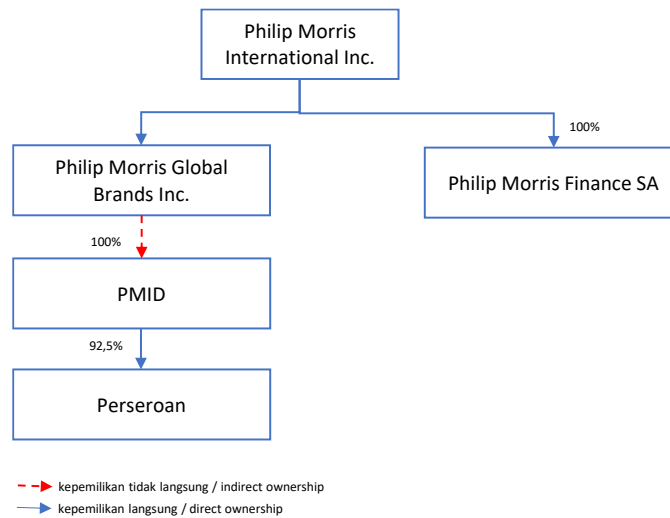 Philip Morris
International Inc.
100%
Philip Morris Global
Brands Inc.
Philip Morris Finance SA
100%
PMID
92,5%
Perseroan
kepemilikan tidak langsung / indirect ownership
kepemilikan langsung / direct ownership